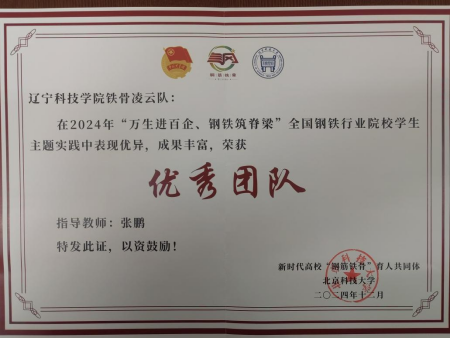 辽宁科技学院铁骨凌云队：
在2024年“万生进百企、钢铁筑脊梁”全国钢铁行业院校学生
主题实践中表现优异，成果丰富，荣获
优秀团队
指导教师：张鹏
特发此证，以资鼓励！
新时代高校“钢筋铁骨”育人共同体
北京科技大学
二〇二四年十二月